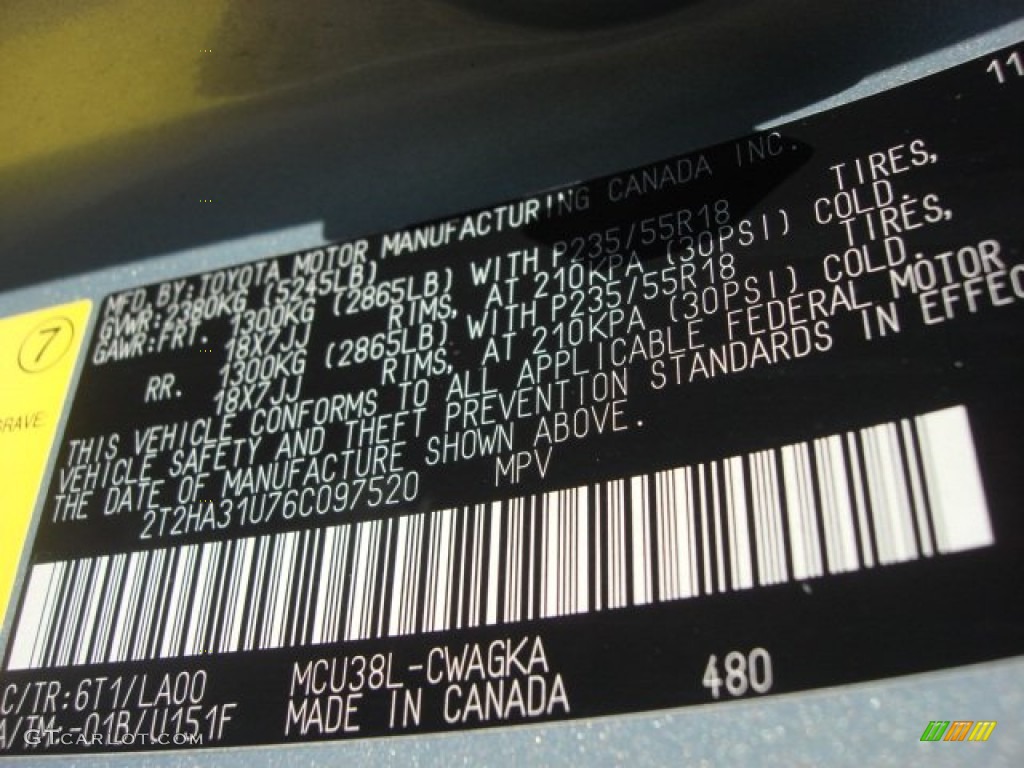 11
MFD. BY: TOYOTA MOTOR MANUFACTURING CANADA INC.
GVWR: 2380KG (5245LB)
GAWR: FRT. 1300KG (2865LB) WITH P235/55R18 TIRES,
18X7JJ RIMS, AT 210KPA (30PSI) COLD.
RR. 1300KG (2865LB) WITH P235/55R18 TIRES,
18X7JJ RIMS, AT 210KPA (30PSI) COLD.
THIS VEHICLE CONFORMS TO ALL APPLICABLE FEDERAL MOTOR
VEHICLE SAFETY AND THEFT PREVENTION STANDARDS IN EFFEC
THE DATE OF MANUFACTURE SHOWN ABOVE.
2T2HA31U76C097520 MPV
7
GRAVE
C/TR: 6T1/LA00 MCU38L-CWAGKA 480
A/TM: -01B/U151F MADE IN CANADA
GTcarlot.com